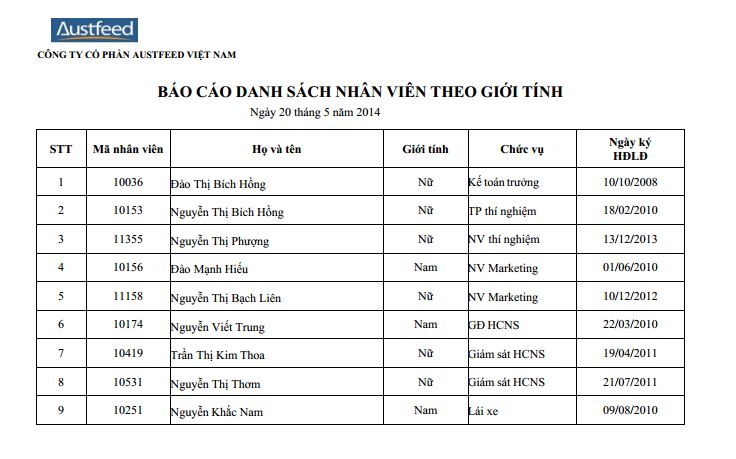 Austfeed
CÔNG TY CỔ PHẦN AUSTFEED VIỆT NAM
BÁO CÁO DANH SÁCH NHÂN VIÊN THEO GIỚI TÍNH
Ngày 20 tháng 5 năm 2014
STT Mã nhân viên Họ và tên Giới tính Chức vụ Ngày ký HĐLĐ
1 10036 Đào Thị Bích Hồng Nữ Kế toán trưởng 10/10/2008
2 10153 Nguyễn Thị Bích Hồng Nữ TP thí nghiệm 18/02/2010
3 11355 Nguyễn Thị Phượng Nữ NV thí nghiệm 13/12/2013
4 10156 Đào Mạnh Hiếu Nam NV Marketing 01/06/2010
5 11158 Nguyễn Thị Bạch Liên Nữ NV Marketing 10/12/2012
6 10174 Nguyễn Viết Trung Nam GĐ HCNS 22/03/2010
7 10419 Trần Thị Kim Thoa Nữ Giám sát HCNS 19/04/2011
8 10531 Nguyễn Thị Thơm Nữ Giám sát HCNS 21/07/2011
9 10251 Nguyễn Khắc Nam Nam Lái xe 09/08/2010